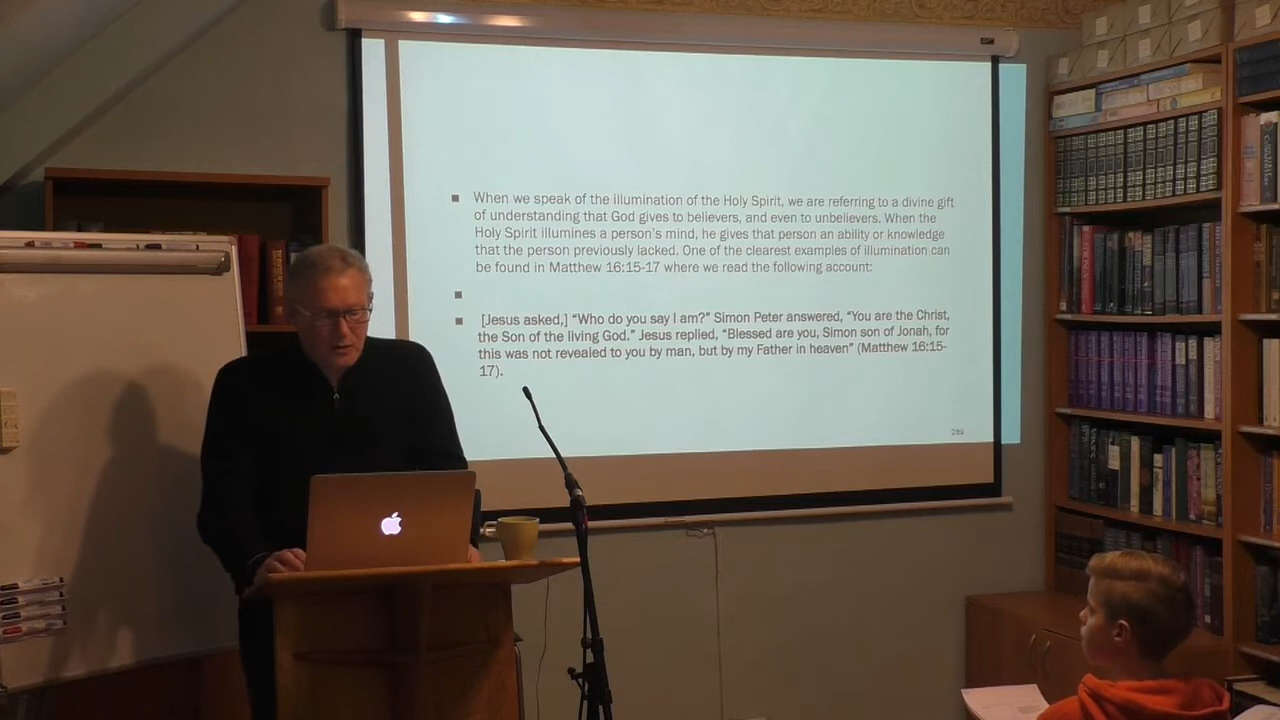 When we speak of the illumination of the Holy Spirit, we are referring to a divine gift
of understanding that God gives to believers, and even to unbelievers. When the
Holy Spirit illumines a person's mind, he gives that person an ability or knowledge
that the person previously lacked. One of the clearest examples of illumination can
be found in Matthew 16:15-17 where we read the following account:
[Jesus asked,] “Who do you say I am?” Simon Peter answered, “You are the Christ,
the Son of the living God.” Jesus replied, “Blessed are you, Simon son of Jonah, for
this was not revealed to you by man, but by my Father in heaven” (Matthew 16:15-
17).
289